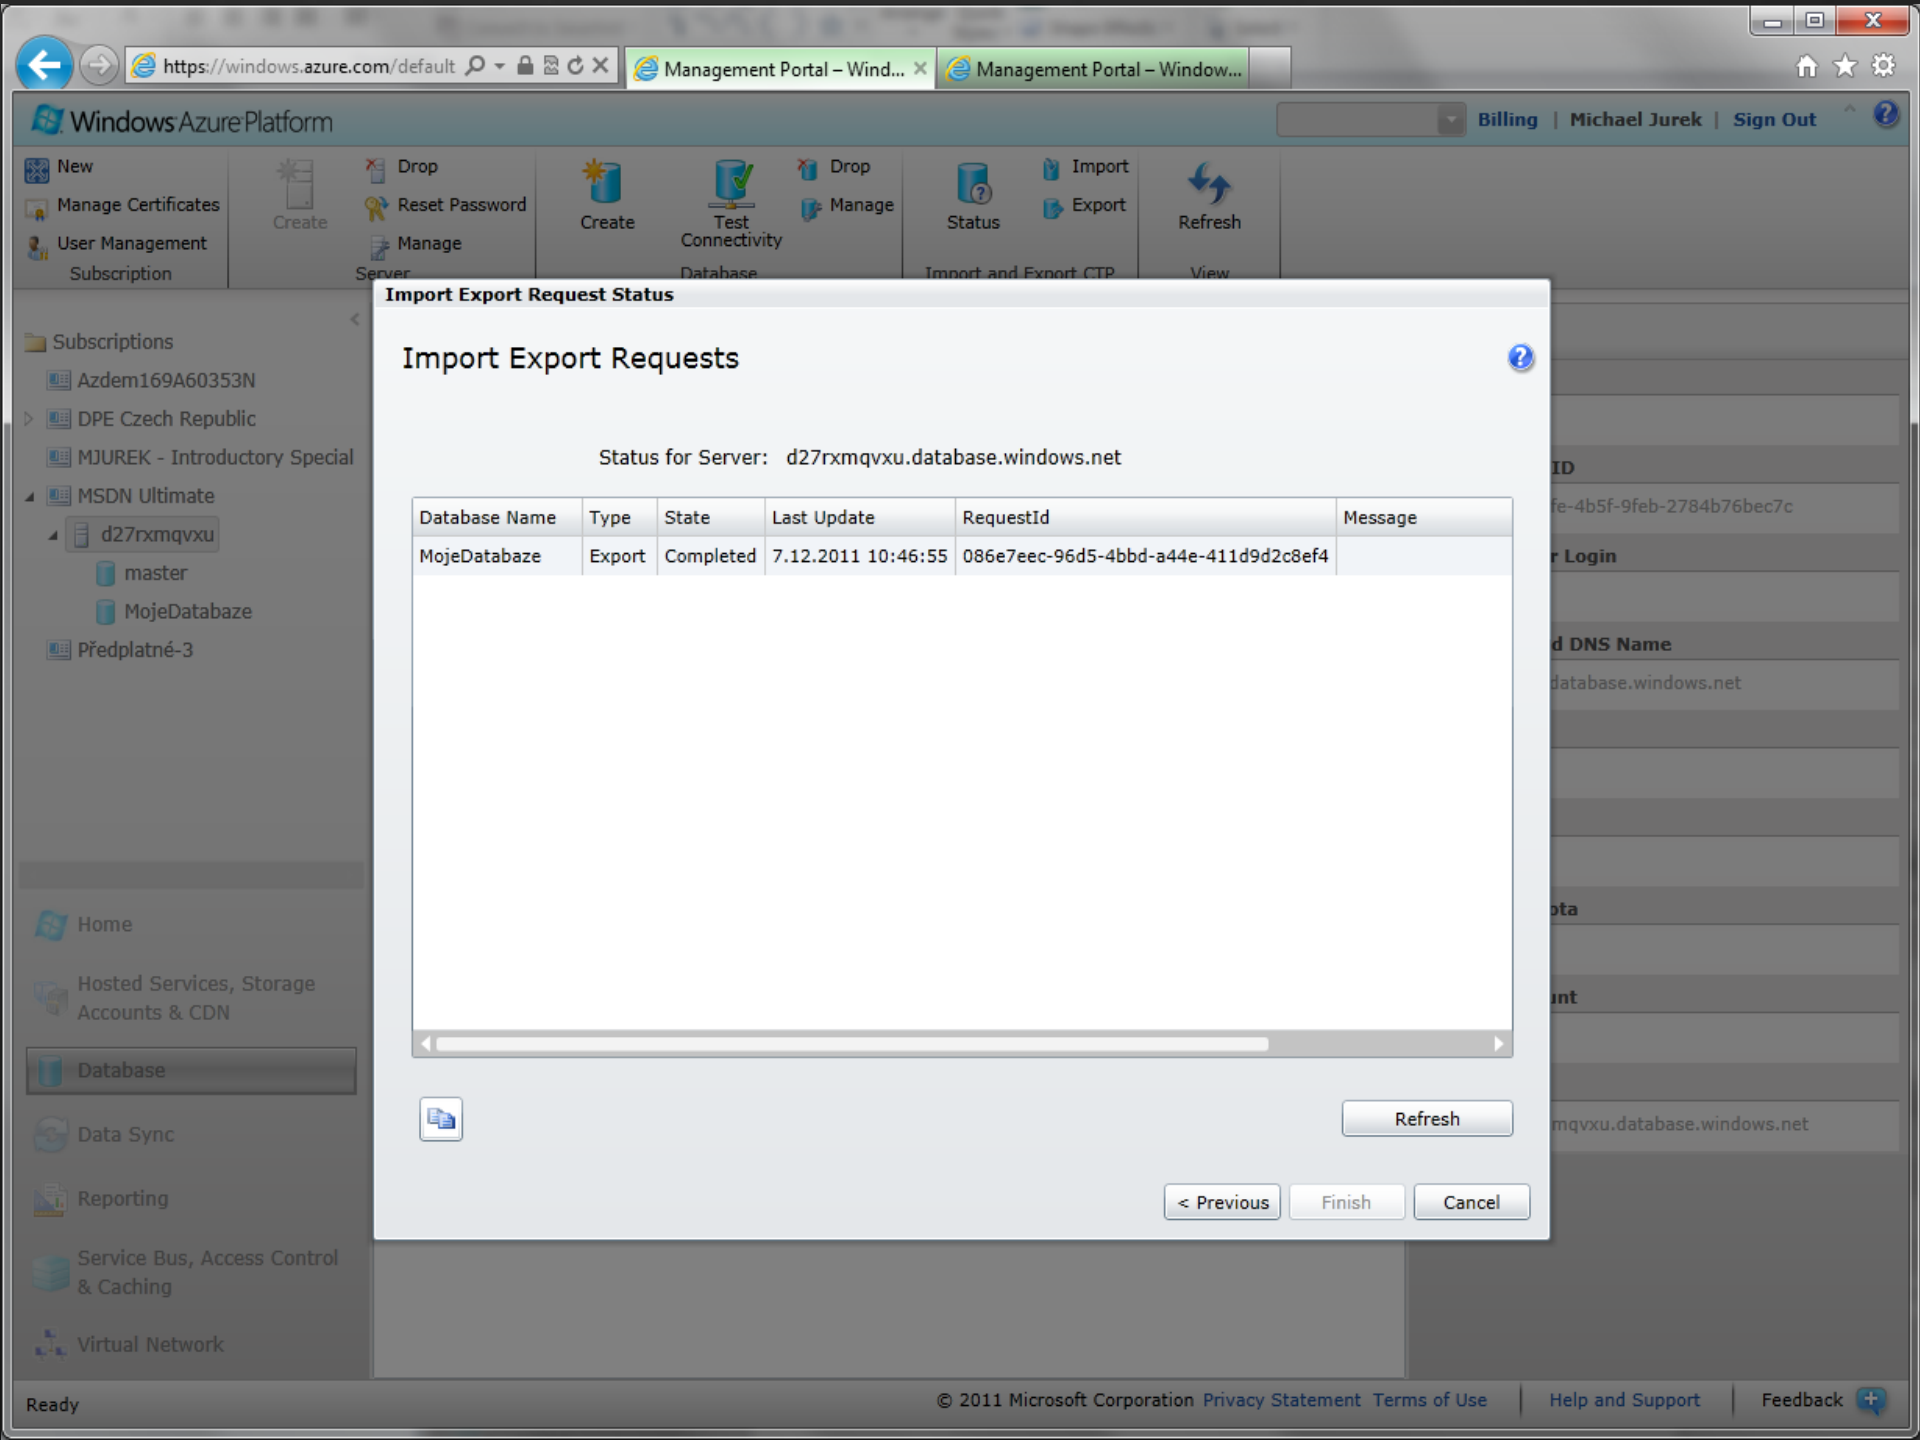 https://windows.azure.com/default
Management Portal – Wind...
Management Portal – Window...
Windows Azure Platform
Billing | Michael Jurek | Sign Out
New
Manage Certificates
User Management
Subscription
Create
Drop
Reset Password
Manage
Server
Create
Test Connectivity
Drop
Manage
Database
Status
Import
Export
Import and Export CTP
Refresh
View
Subscriptions
Azdem169A60353N
DPE Czech Republic
MJUREK - Introductory Special
MSDN Ultimate
d27rxmqvxu
master
MojeDatabaze
Předplatné-3
Home
Hosted Services, Storage
Accounts & CDN
Database
Data Sync
Reporting
Service Bus, Access Control
& Caching
Virtual Network
Import Export Request Status
Import Export Requests
Status for Server: d27rxmqvxu.database.windows.net
Database Name Type State Last Update RequestId Message
MojeDatabaze Export Completed 7.12.2011 10:46:55 086e7eec-96d5-4bbd-a44e-411d9d2c8ef4
Refresh
< Previous Finish Cancel
ID
fe-4b5f-9feb-2784b76bec7c
r Login
d DNS Name
database.windows.net
ota
unt
mqvxu.database.windows.net
Ready
© 2011 Microsoft Corporation Privacy Statement Terms of Use Help and Support Feedback